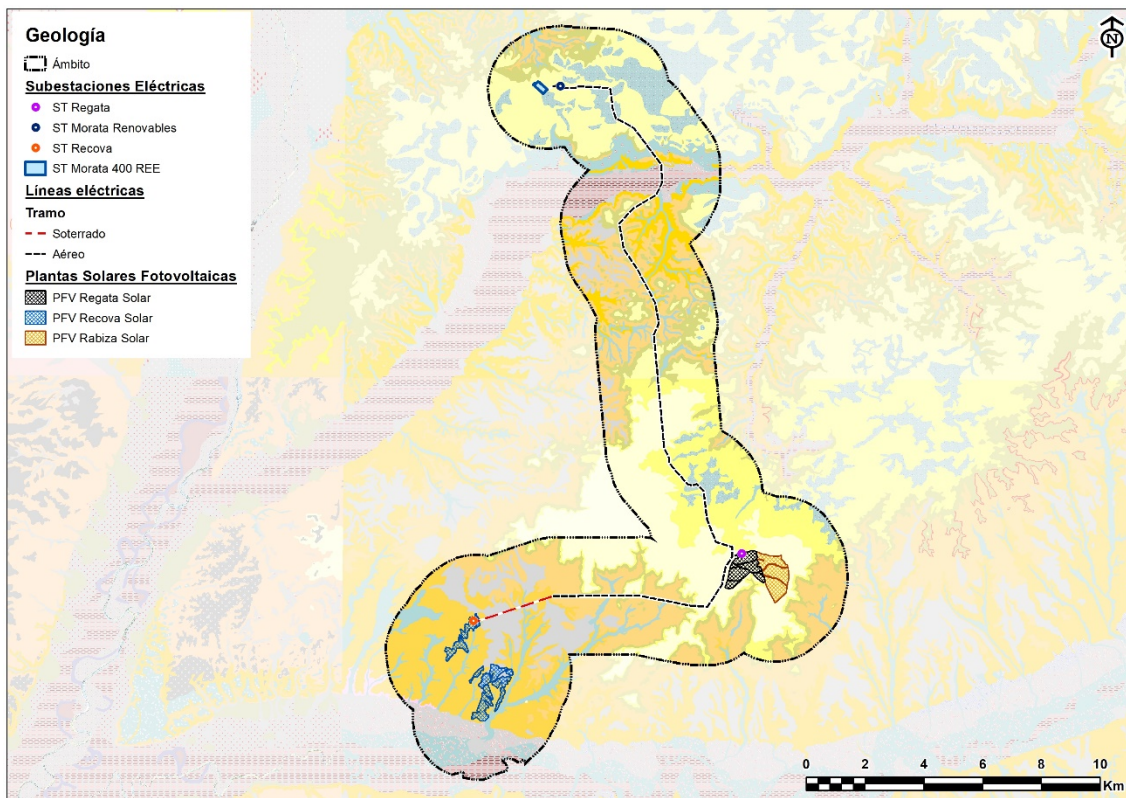 Geología
Ámbito
Subestaciones Eléctricas
ST Regata
ST Morata Renovables
ST Recova
ST Morata 400 REE
Líneas eléctricas
Tramo
Soterrado
Aéreo
Plantas Solares Fotovoltaicas
PFV Regata Solar
PFV Recova Solar
PFV Rabiza Solar
N
0 2 4 6 8 10
Km